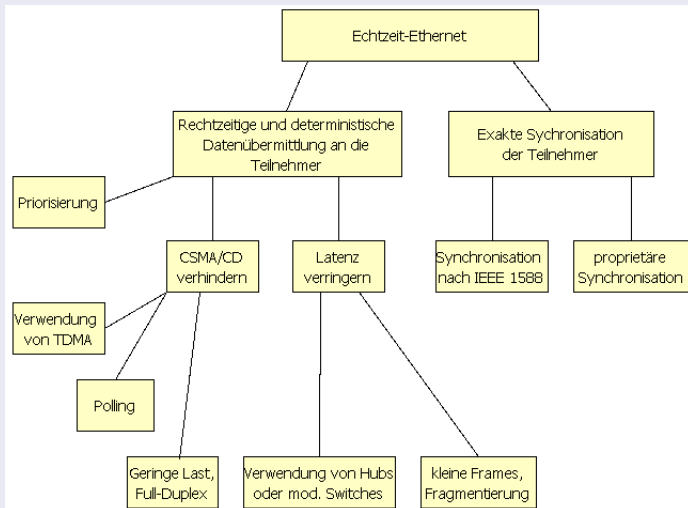 Echtzeit-Ethernet
Rechtzeitige und deterministische
Datenübermittlung an die
Teilnehmer
Exakte Sychronisation
der Teilnehmer
Priorisierung
CSMA/CD
verhindern
Latenz
verringern
Synchronisation
nach IEEE 1588
proprietäre
Synchronisation
Verwendung
von TDMA
Polling
Geringe Last,
Full-Duplex
Verwendung von Hubs
oder mod. Switches
kleine Frames,
Fragmentierung